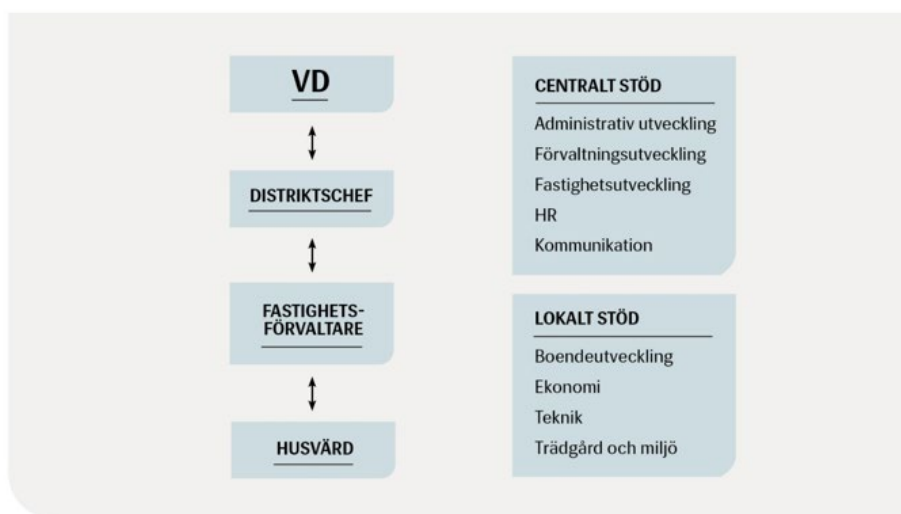 VD
DISTRIKTSCHEF
FASTIGHETS-
FÖRVALTARE
HUSVÄRD
CENTRALT STÖD
Administrativ utveckling
Förvaltningsutveckling
Fastighetsutveckling
HR
Kommunikation
LOKALT STÖD
Boendeutveckling
Ekonomi
Teknik
Trädgård och miljö